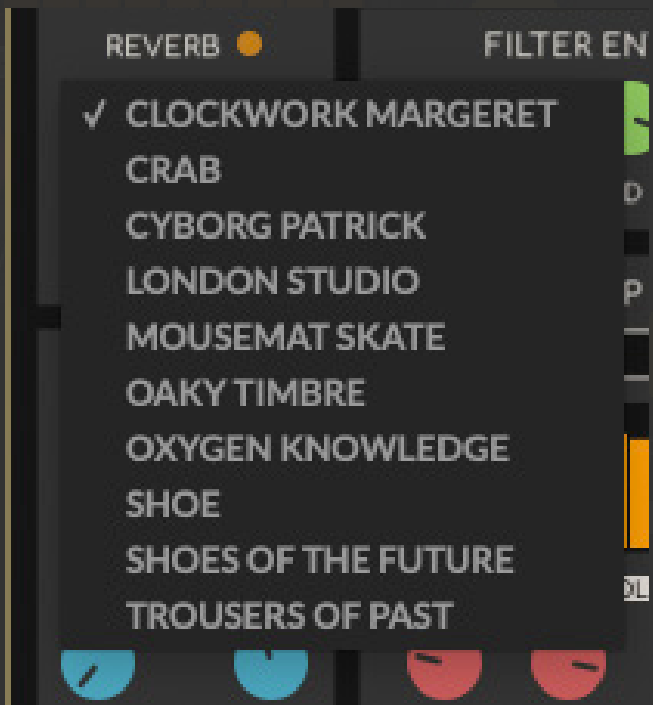 REVERB
FILTER EN
✓ CLOCKWORK MARGERET
CRAB
CYBORG PATRICK
LONDON STUDIO
MOUSEMAT SKATE
OAKY TIMBRE
OXYGEN KNOWLEDGE
SHOE
SHOES OF THE FUTURE
TROUSERS OF PAST
D
P
OL